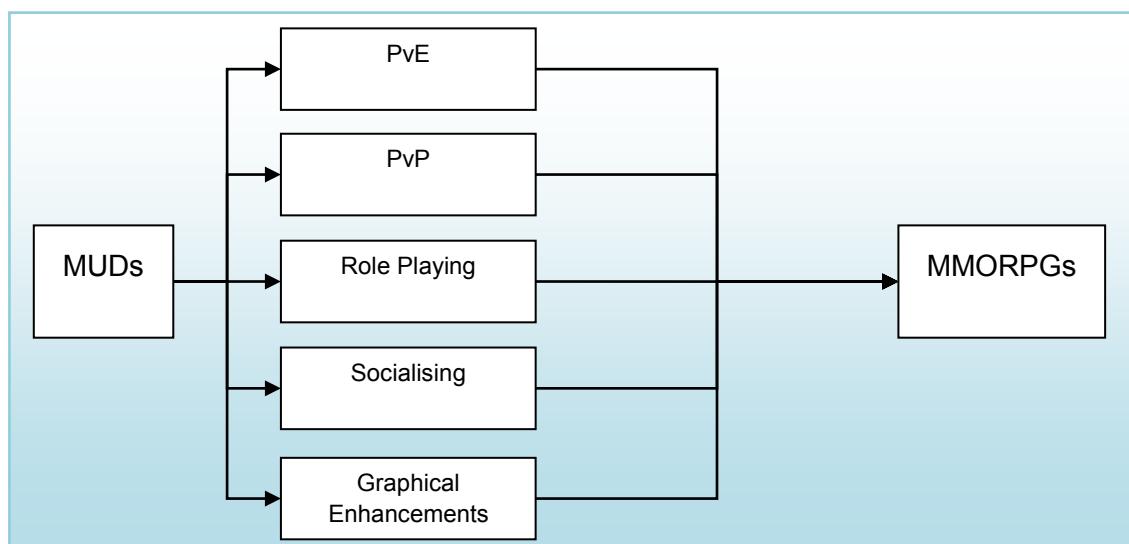 PvE
PvP
MUDs
Role Playing
MMORPGs
Socialising
Graphical
Enhancements